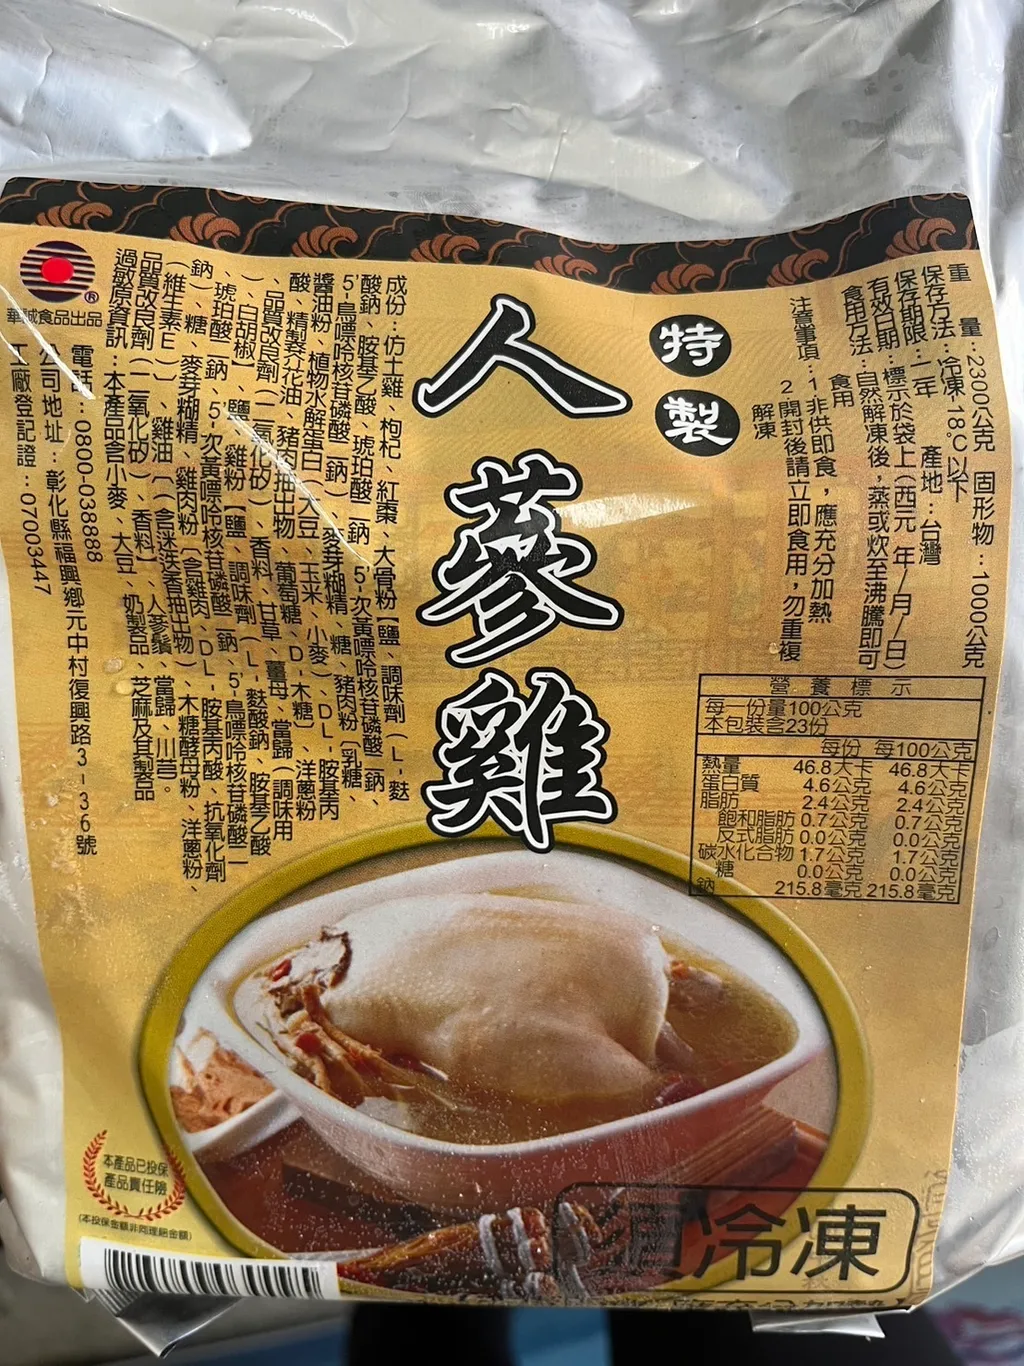 特製
人蔘雞
重　量:2300公克　固形物:1000公克
保存方法:冷凍-18°C以下
保存期限:一年　產地:台灣
有效日期:標示於袋上(西元 年/月/日)
食用方法:自然解凍後,蒸或炊至沸騰即可
食用
注意事項:1非供即食,應充分加熱
2開封後請立即食用,勿重複
解凍
營養標示
每一份量100公克
本包裝含23份
每份 每100公克
熱量 46.8大卡 46.8大卡
蛋白質 4.6公克 4.6公克
脂肪 2.4公克 2.4公克
飽和脂肪 0.7公克 0.7公克
反式脂肪 0.0公克 0.0公克
碳水化合物 1.7公克 1.7公克
糖 0.0公克 0.0公克
鈉 215.8毫克 215.8毫克
成份:仿土雞、枸杞、紅棗、大骨粉【鹽、調味劑(L-麩
酸鈉、胺基乙酸、琥珀酸二鈉、5'-次黃嘌呤核苷磷酸二鈉、
5'-鳥嘌呤核苷磷酸二鈉)、麥芽糊精、糖、豬肉粉〔乳糖、
醬油粉、植物水解蛋白(大豆、玉米、小麥)、DL-胺基丙
酸、精製棉籽油、豬肉抽出物、葡萄糖、D-木糖〕、洋蔥粉
、品質改良劑(二氧化矽)、香料、甘草、薑母、當歸(調味用
)、白胡椒】、鹽、雞粉【鹽、調味劑(L-麩酸鈉、胺基乙酸
、琥珀酸二鈉、5'-次黃嘌呤核苷磷酸二鈉、5'-鳥嘌呤核苷磷酸二
鈉)、糖、麥芽糊精、雞肉粉〔含雞肉、DL-胺基丙酸、抗氧化劑
(維生素E)〕、雞油〔(含迷迭香抽出物)、木糖酵母粉、洋蔥粉、
品質改良劑(二氧化矽)、香料】、人蔘鬚、當歸、川芎。
過敏原資訊:本產品含小麥、大豆、奶製品、芝麻及其製品
華誠食品出品
®
電話:0800-038888
公司地址:彰化縣福興鄉元中村復興路3-36號
工廠登記證:07003447
本產品已投保
產品責任險
(本投保金額非同理賠金額)
須冷凍